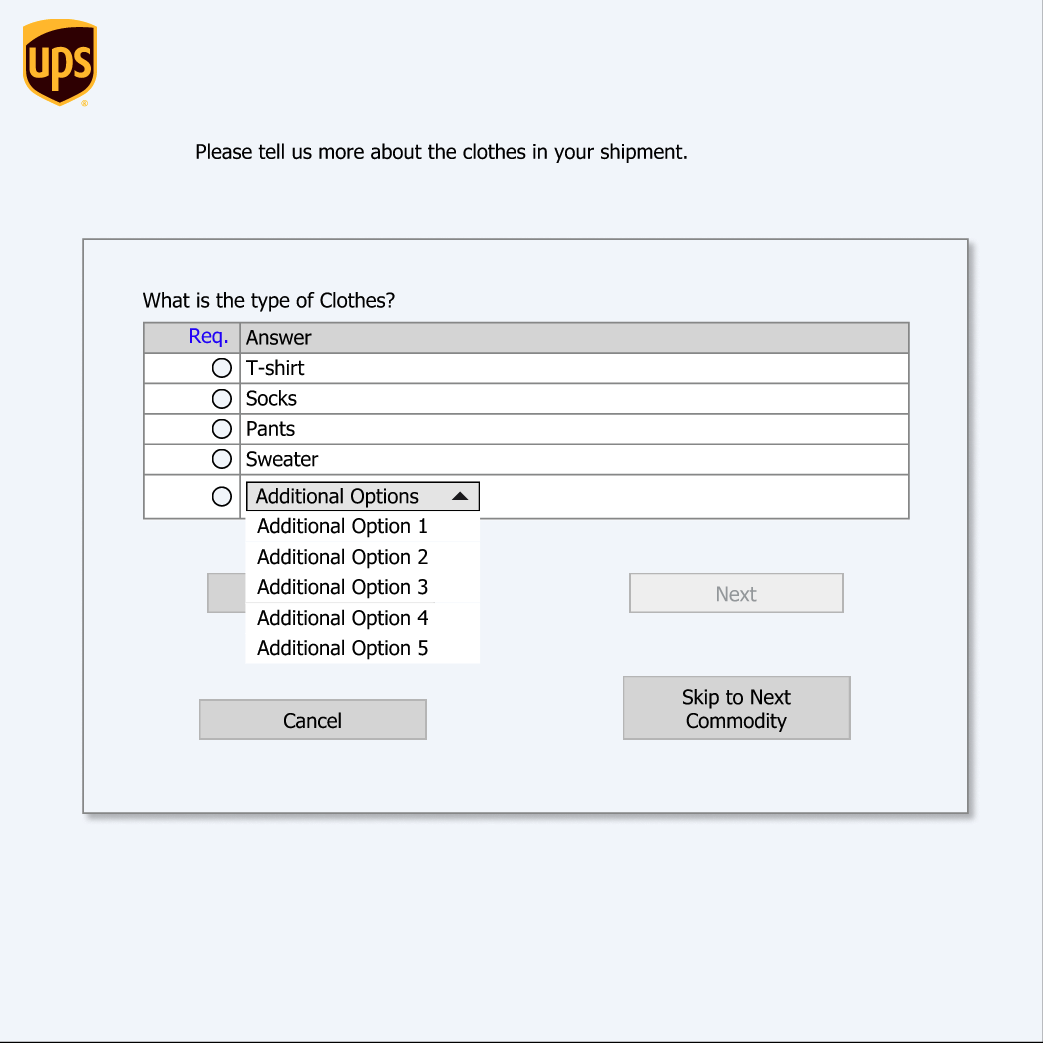 ups
®
Please tell us more about the clothes in your shipment.
What is the type of Clothes?
Req. Answer
T-shirt
Socks
Pants
Sweater
Additional Options
Additional Option 1
Additional Option 2
Additional Option 3
Next
Additional Option 4
Additional Option 5
Skip to Next
Commodity
Cancel